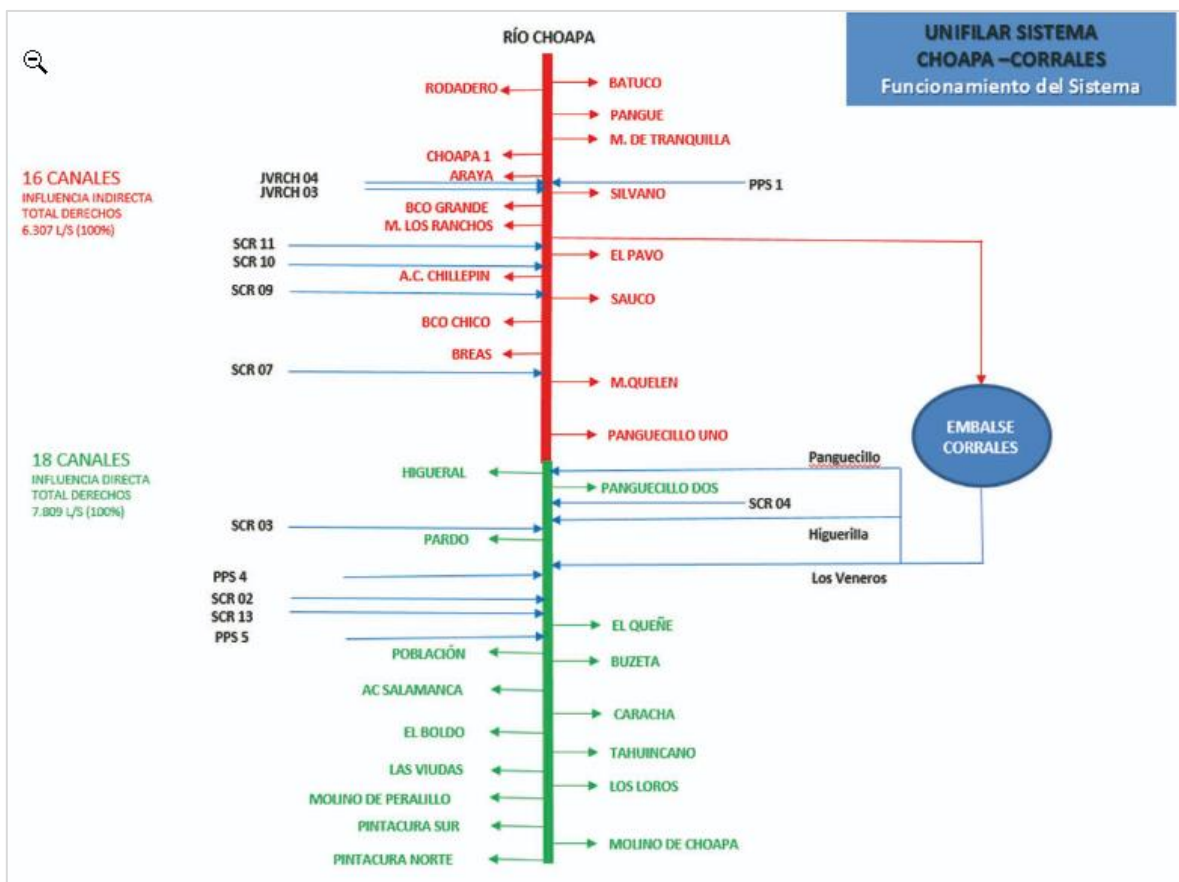 RÍO CHOAPA
UNIFILAR SISTEMA
CHOAPA –CORRALES
Funcionamiento del Sistema
RODADERO
BATUCO
PANGUE
M. DE TRANQUILLA
CHOAPA 1
16 CANALES
INFLUENCIA INDIRECTA
TOTAL DERECHOS
6.307 L/S (100%)
ARAYA
JVRCH 04
JVRCH 03
PPS 1
SILVANO
BCO GRANDE
M. LOS RANCHOS
SCR 11
EL PAVO
SCR 10
A.C. CHILLEPIN
SCR 09
SAUCO
BCO CHICO
BREAS
SCR 07
M.QUELEN
EMBALSE
CORRALES
PANGUECILLO UNO
18 CANALES
INFLUENCIA DIRECTA
TOTAL DERECHOS
7.809 L/S (100%)
Panguecillo
HIGUERAL
PANGUECILLO DOS
SCR 04
SCR 03
Higuerilla
PARDO
PPS 4
Los Veneros
SCR 02
SCR 13
EL QUEÑE
PPS 5
POBLACIÓN
BUZETA
AC SALAMANCA
CARACHA
EL BOLDO
TAHUINCANO
LAS VIUDAS
LOS LOROS
MOLINO DE PERALILLO
PINTACURA SUR
MOLINO DE CHOAPA
PINTACURA NORTE